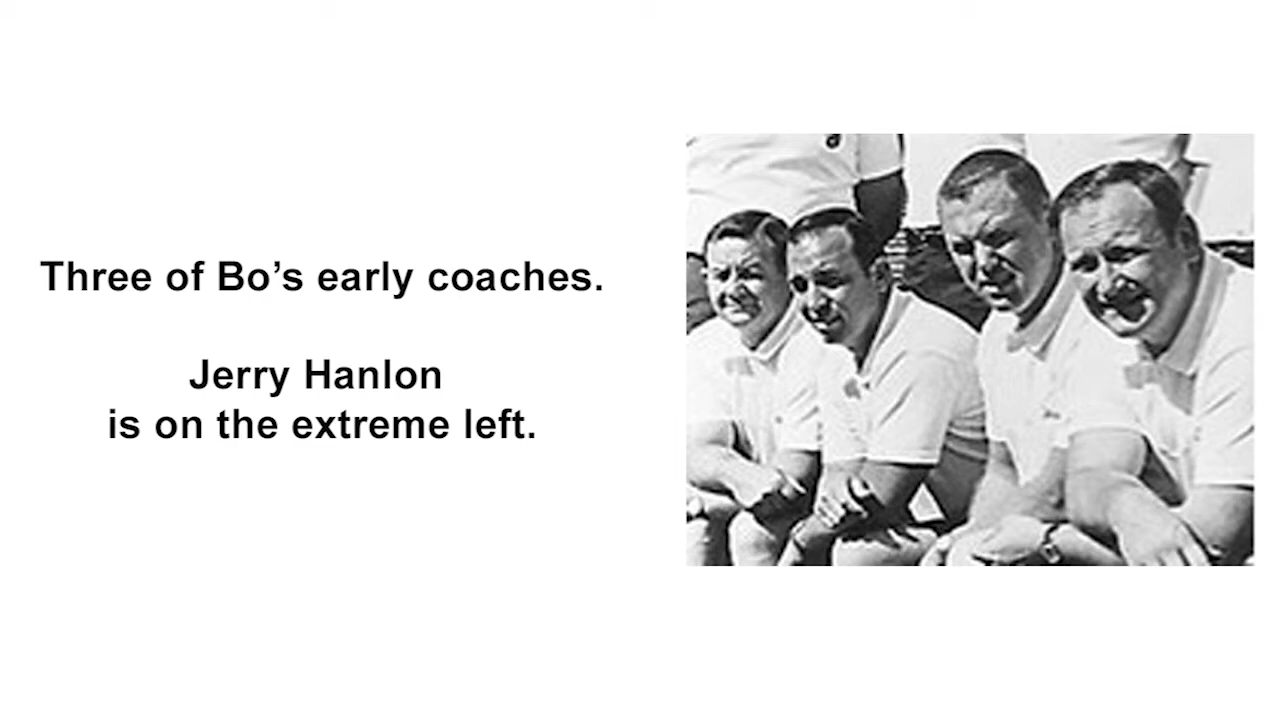 Three of Bo’s early coaches.
Jerry Hanlon
is on the extreme left.